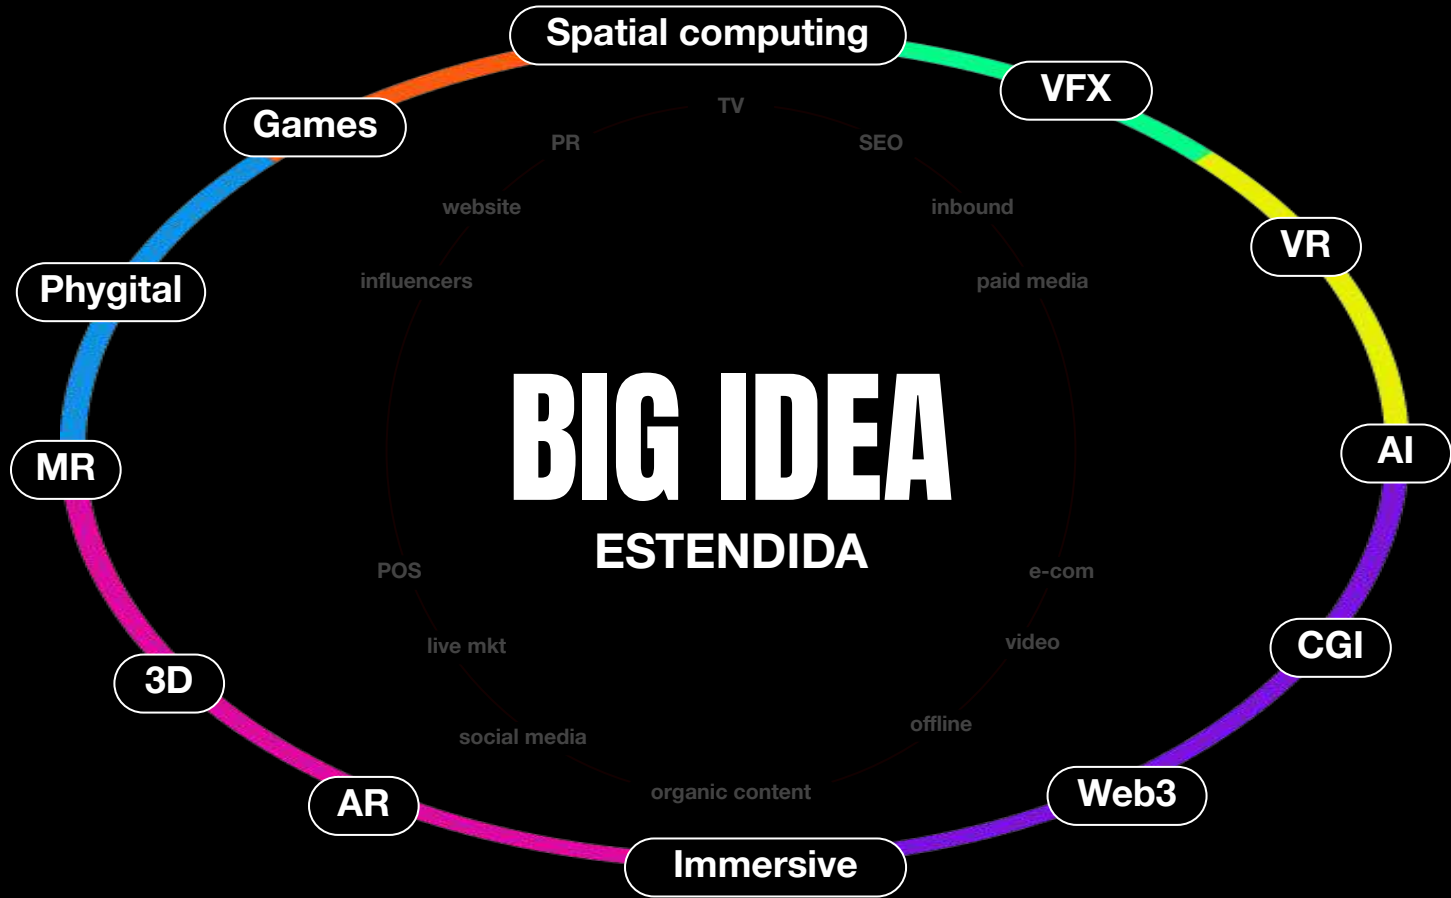 Spatial computing
VFX
Games
TV
PR
SEO
website
inbound
VR
influencers
paid media
Phygital
BIG IDEA
ESTENDIDA
MR
AI
POS
e-com
live mkt
video
CGI
3D
social media
offline
organic content
AR
Web3
Immersive